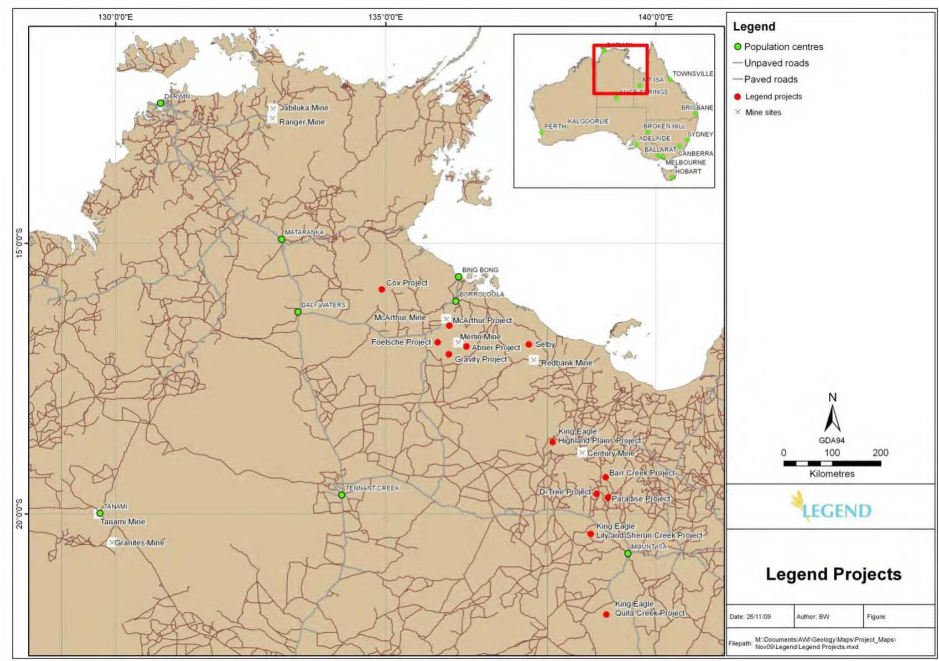 130°0'0"E
135°0'0"E
140°0'0"E
15°0'0"S
20°0'0"S
DARWIN
Jabiluka Mine
Ranger Mine
MATARANKA
BING BONG
Cox Project
BORROLOOLA
DALY WATERS
McArthur Mine
McArthur Project
Merlin Mine
Foelsche Project
Abner Project
Selby
Gravity Project
Redbank Mine
King Eagle
Highland Plains Project
Century Mine
Barr Creek Project
TENNANT CREEK
D-Tree Project
Paradise Project
TANAMI
Tanami Mine
King Eagle
Lily and Sherrin Creek Project
Granites Mine
MOUNT ISA
King Eagle
Quita Creek Project
MT ISA
TOWNSVILLE
BRISBANE
KALGOORLIE
PERTH
BROKEN HILL
SYDNEY
ADELAIDE
BALLARAT
CANBERRA
MELBOURNE
HOBART
Legend
Population centres
Unpaved roads
Paved roads
Legend projects
Mine sites
N
GDA94
0 100 200
Kilometres
LEGEND
Legend Projects
Date: 26/11/09
Author: BW
Figure:
Filepath: M:\Documents\AWI\Geology\Maps\Project_Maps\
Nov09\Legend\Legend Projects.mxd